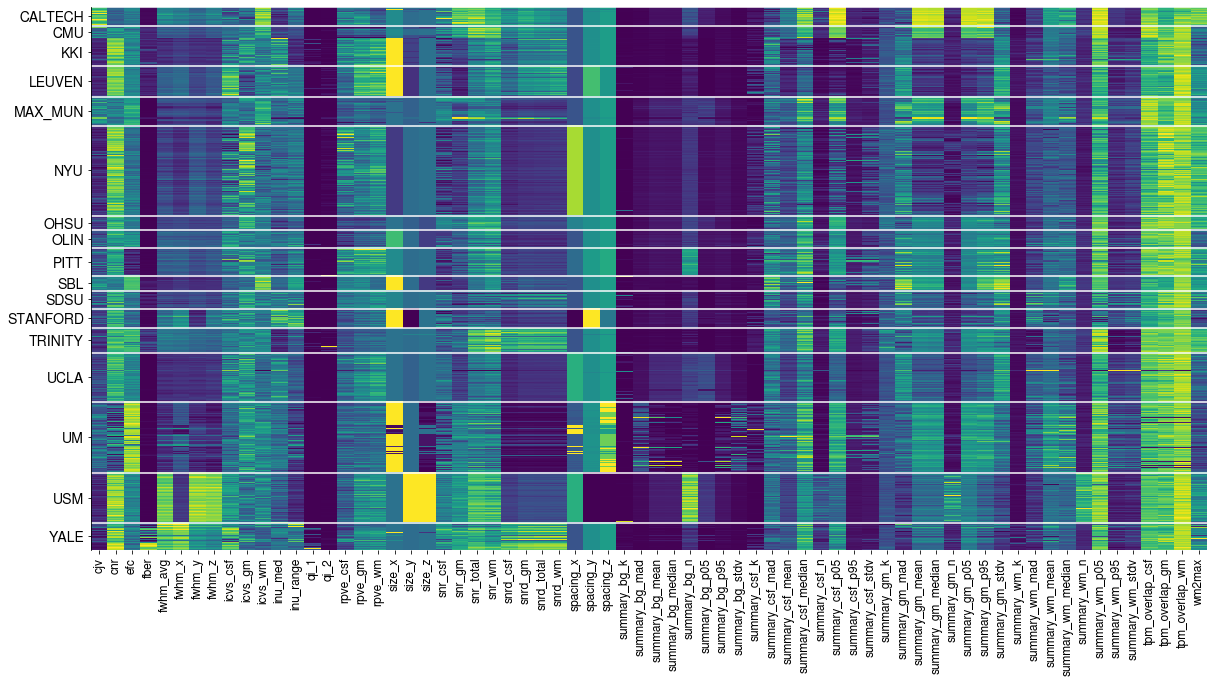 CALTECH
CMU
KKI
LEUVEN
MAX_MUN
NYU
OHSU
OLIN
PITT
SBL
SDSU
STANFORD
TRINITY
UCLA
UM
USM
YALE
cjv
cnr
efc
fber
fwhm_avg
fwhm_x
fwhm_y
fwhm_z
icvs_csf
icvs_gm
icvs_wm
inu_med
inu_range
qi_1
qi_2
rpve_csf
rpve_gm
rpve_wm
size_x
size_y
size_z
snr_csf
snr_gm
snr_total
snr_wm
snrd_csf
snrd_gm
snrd_total
snrd_wm
spacing_x
spacing_y
spacing_z
summary_bg_k
summary_bg_mad
summary_bg_mean
summary_bg_median
summary_bg_n
summary_bg_p05
summary_bg_p95
summary_bg_stdv
summary_csf_k
summary_csf_mad
summary_csf_mean
summary_csf_median
summary_csf_n
summary_csf_p05
summary_csf_p95
summary_csf_stdv
summary_gm_k
summary_gm_mad
summary_gm_mean
summary_gm_median
summary_gm_n
summary_gm_p05
summary_gm_p95
summary_gm_stdv
summary_wm_k
summary_wm_mad
summary_wm_mean
summary_wm_median
summary_wm_n
summary_wm_p05
summary_wm_p95
summary_wm_stdv
tpm_overlap_csf
tpm_overlap_gm
tpm_overlap_wm
wm2max